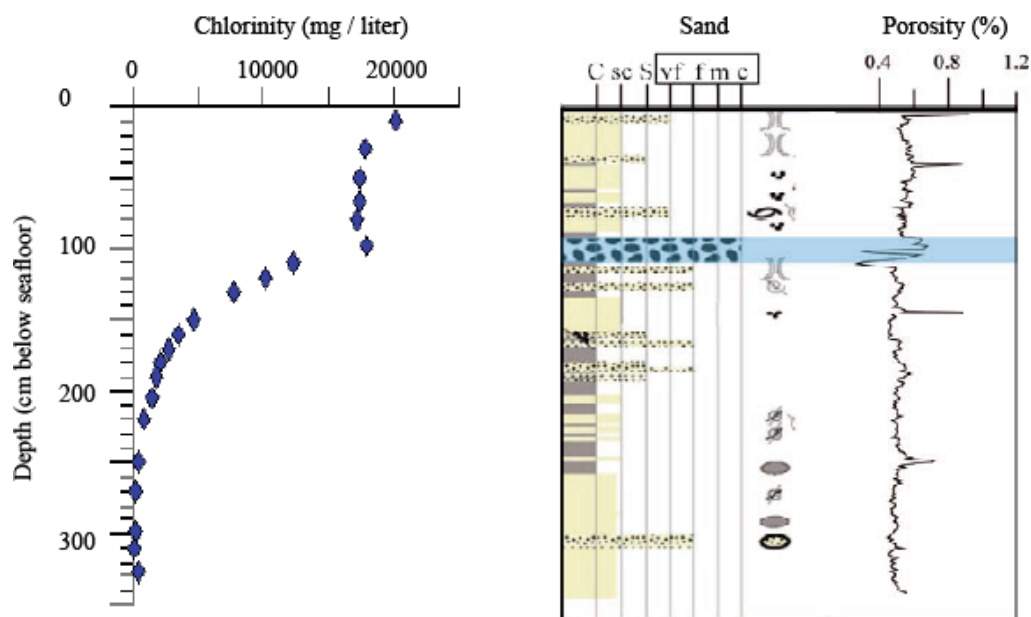 Chlorinity (mg / liter)
0 10000 20000
0
100
200
300
Depth (cm below seafloor)
Sand
C sc S vf f m c
Porosity (%)
0.4 0.8 1.2